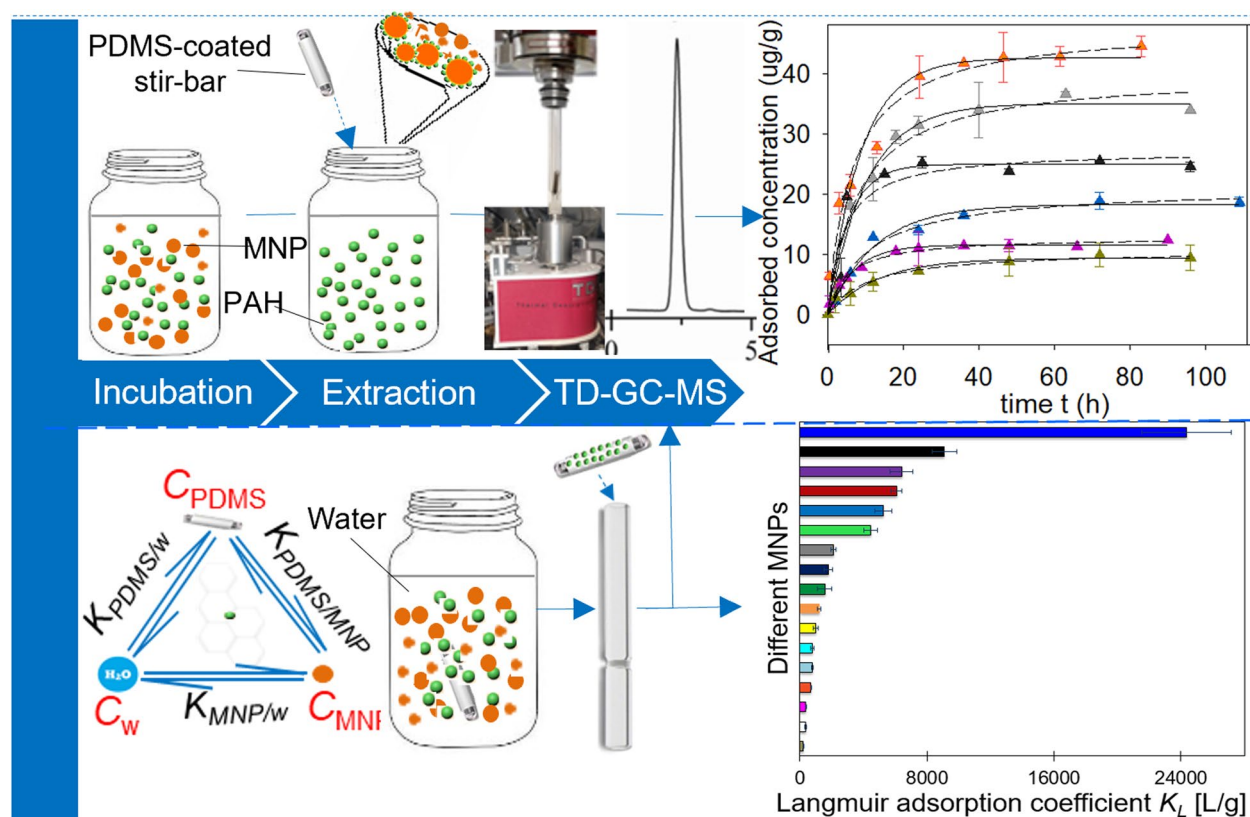 PDMS-coated
stir-bar
MNP
PAH
0
5
Adsorbed concentration (ug/g)
40
30
20
10
0
0
20
40
60
80
100
time t (h)
Incubation
Extraction
TD-GC-MS
C_PDMS
K_PDMS/w
K_PDMS/MNP
H₂O
C_w
K_MNP/w
C_MNP
Water
Different MNPs
0
8000
16000
24000
Langmuir adsorption coefficient K_L [L/g]